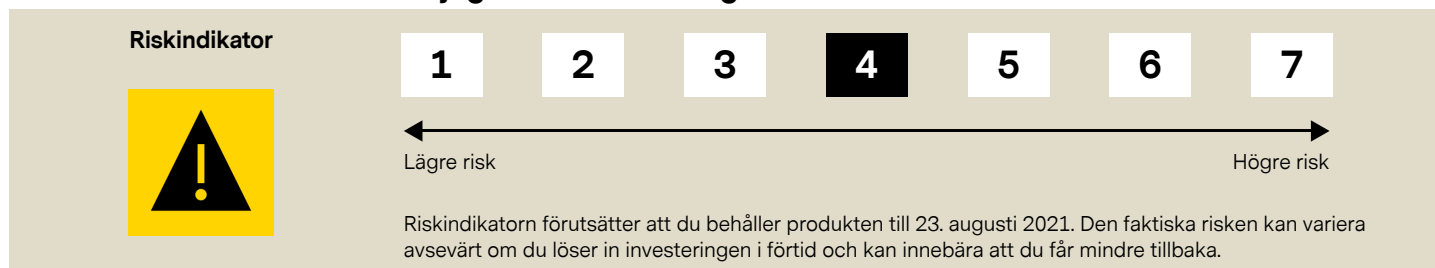 Riskindikator
1 2 3 4 5 6 7
Lägre risk Högre risk
Riskindikatorn förutsätter att du behåller produkten till 23. augusti 2021. Den faktiska risken kan variera
avsevärt om du löser in investeringen i förtid och kan innebära att du får mindre tillbaka.